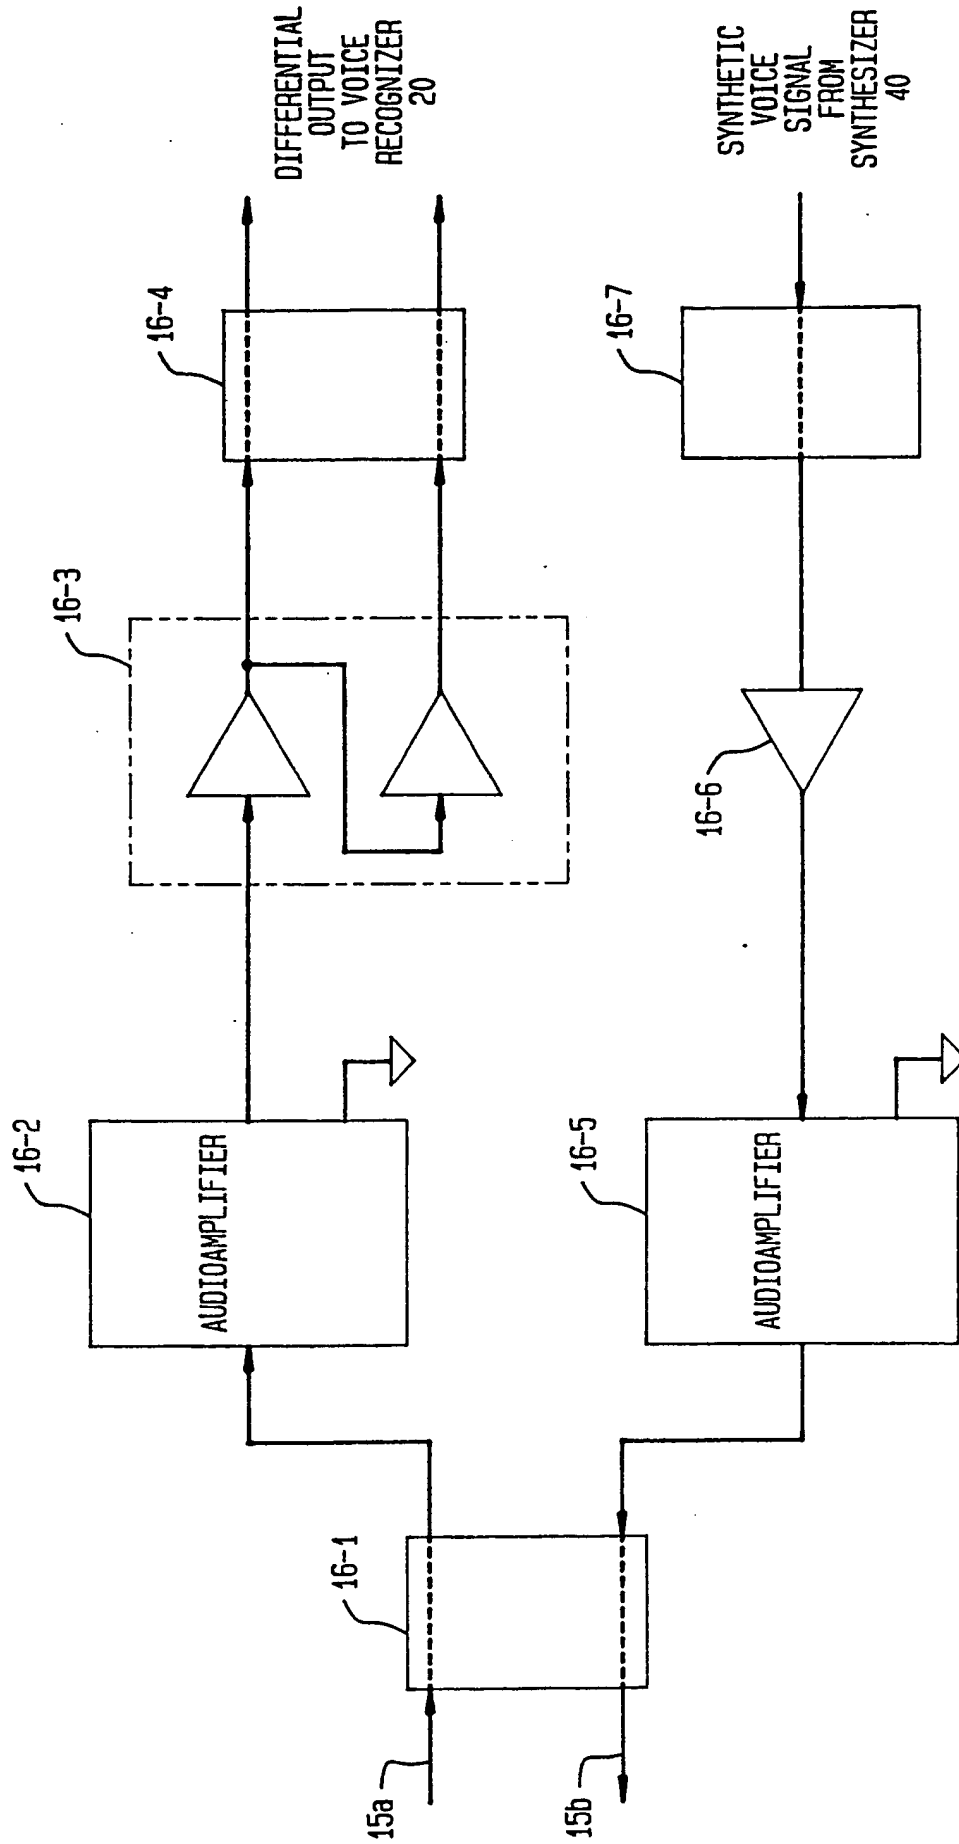 16-2
AUDIOAMPLIFIER
16-3
16-4
DIFFERENTIAL
OUTPUT
TO VOICE
RECOGNIZER
20
15a
16-1
15b
16-5
AUDIOAMPLIFIER
16-6
16-7
SYNTHETIC
VOICE
SIGNAL
FROM
SYNTHESIZER
40